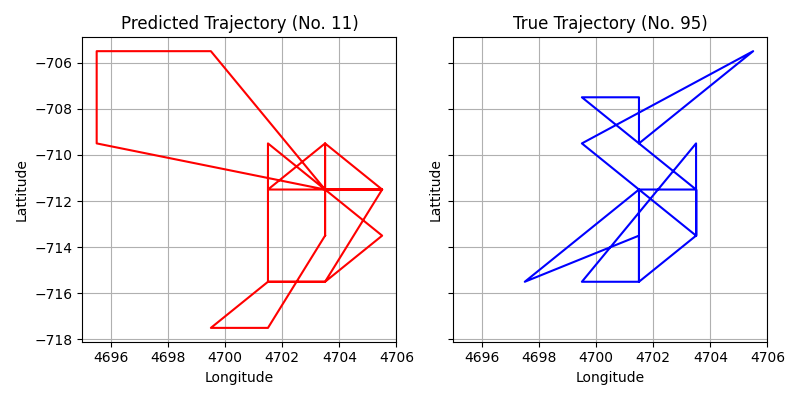 Predicted Trajectory (No. 11)
True Trajectory (No. 95)
−706
−708
−710
−712
−714
−716
−718
Lattitude
Lattitude
4696 4698 4700 4702 4704 4706
4696 4698 4700 4702 4704 4706
Longitude
Longitude